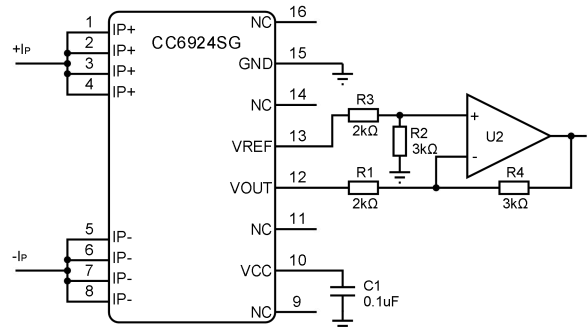 CC6924SG
+IP
-IP
1 IP+
2 IP+
3 IP+
4 IP+
5 IP-
6 IP-
7 IP-
8 IP-
NC 16
GND 15
NC 14
VREF 13
VOUT 12
NC 11
VCC 10
NC 9
R3
2kΩ
R2
3kΩ
R1
2kΩ
+
U2
-
R4
3kΩ
C1
0.1uF